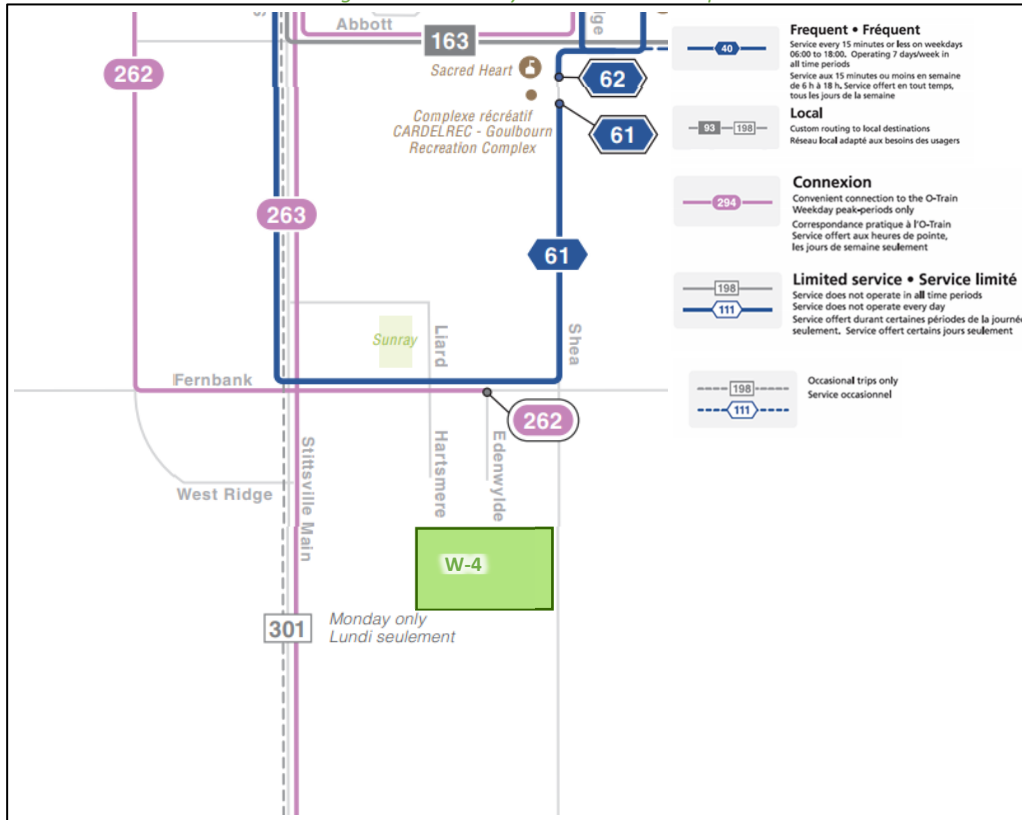 Abbott
163
262
Sacred Heart
62
Complexe récréatif
CARDELREC - Goulbourn
Recreation Complex
61
263
61
Sunray
Liard
Shea
Fernbank
262
Stittsville Main
Hartsmere
Edenwylde
West Ridge
W-4
301
Monday only
Lundi seulement
Frequent • Fréquent
40
Service every 15 minutes or less on weekdays
06:00 to 18:00. Operating 7 days/week in
all time periods
Service aux 15 minutes ou moins en semaine
de 6 h à 18 h. Service offert en tout temps,
tous les jours de la semaine
Local
93
198
Custom routing to local destinations
Réseau local adapté aux besoins des usagers
Connexion
294
Convenient connection to the O-Train
Weekday peak-periods only
Correspondance pratique à l'O-Train
Service offert aux heures de pointe,
les jours de semaine seulement
Limited service • Service limité
198
111
Service does not operate in all time periods
Service does not operate every day
Service offert durant certaines périodes de la journée
seulement. Service offert certains jours seulement
198
111
Occasional trips only
Service occasionnel